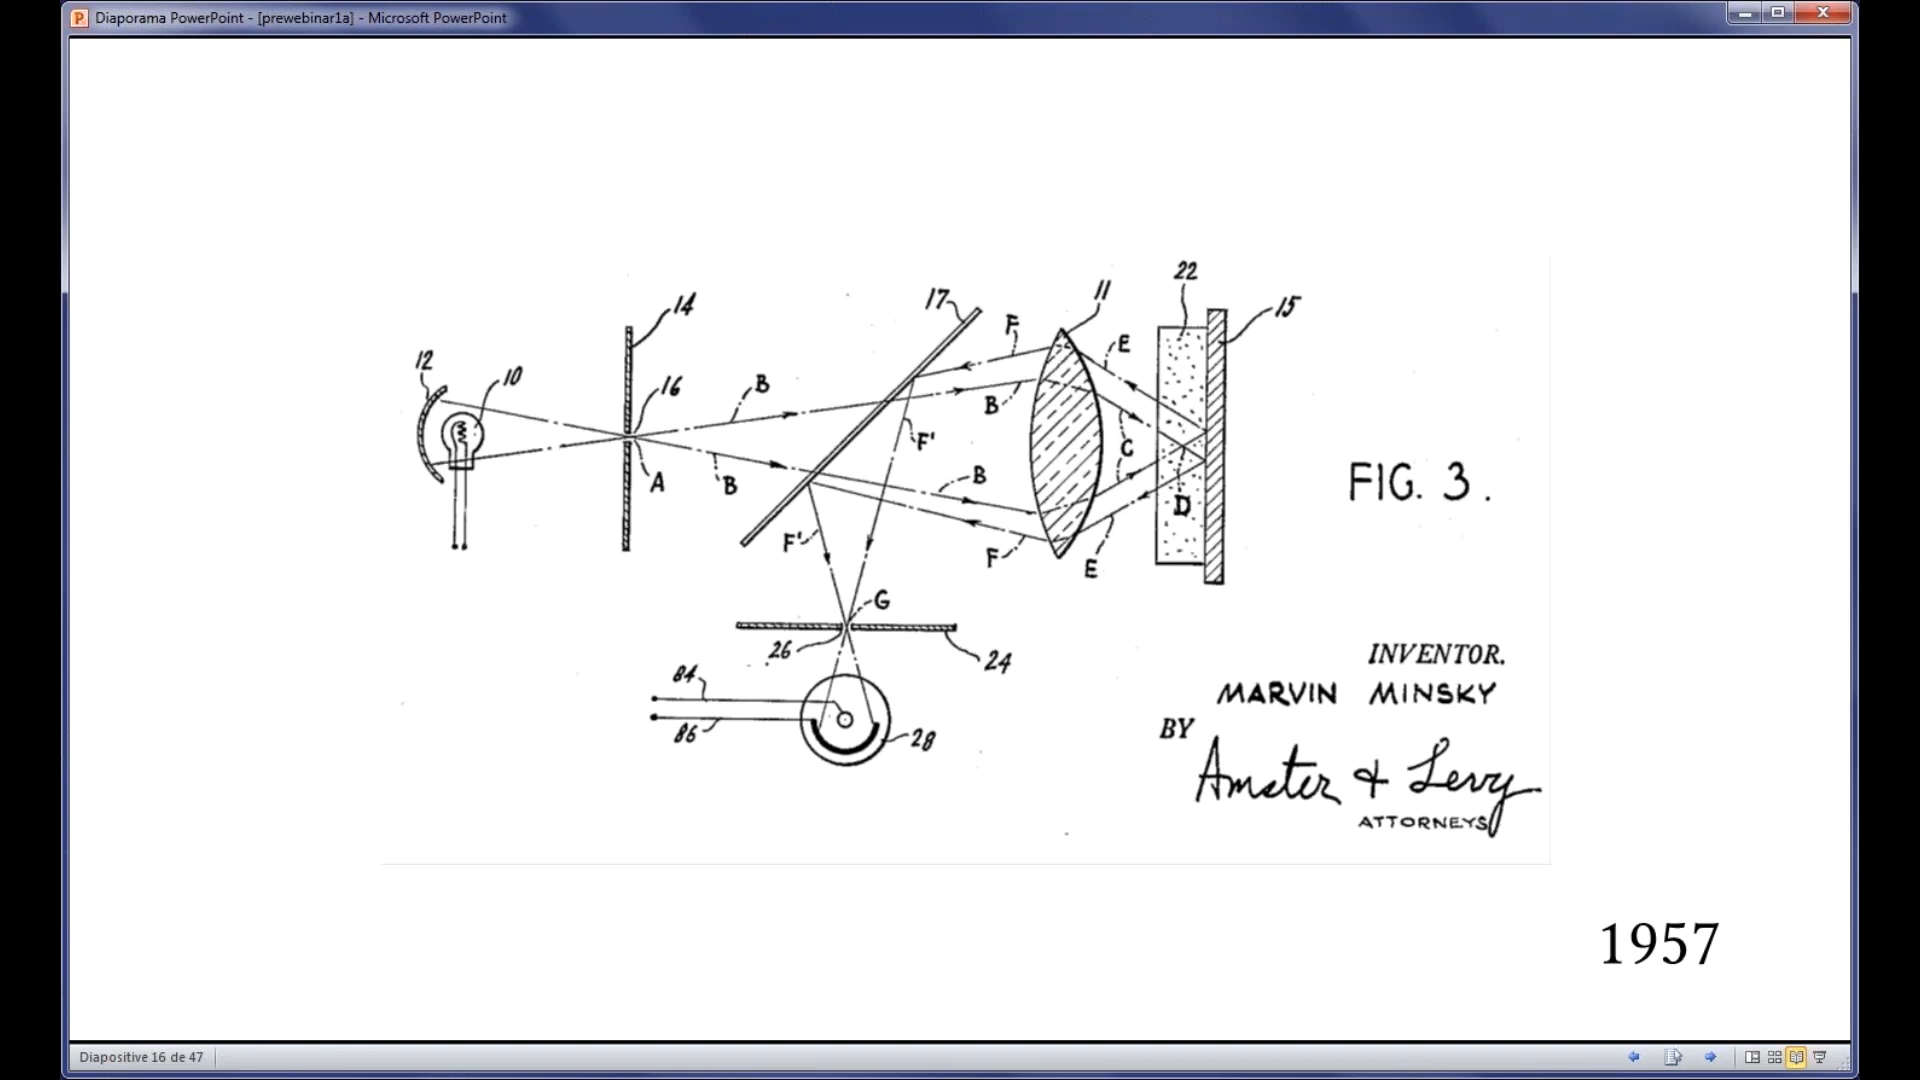 Diaporama PowerPoint - [prewebinar1a] - Microsoft PowerPoint
22
11
17
15
14
F
E
12
10
16
B
B
C
F'
A
B
B
D
FIG. 3.
F'
F
E
G
26
24
84
86
28
INVENTOR.
MARVIN MINSKY
BY
Amster & Levy
ATTORNEYS
1957
Diapositive 16 de 47